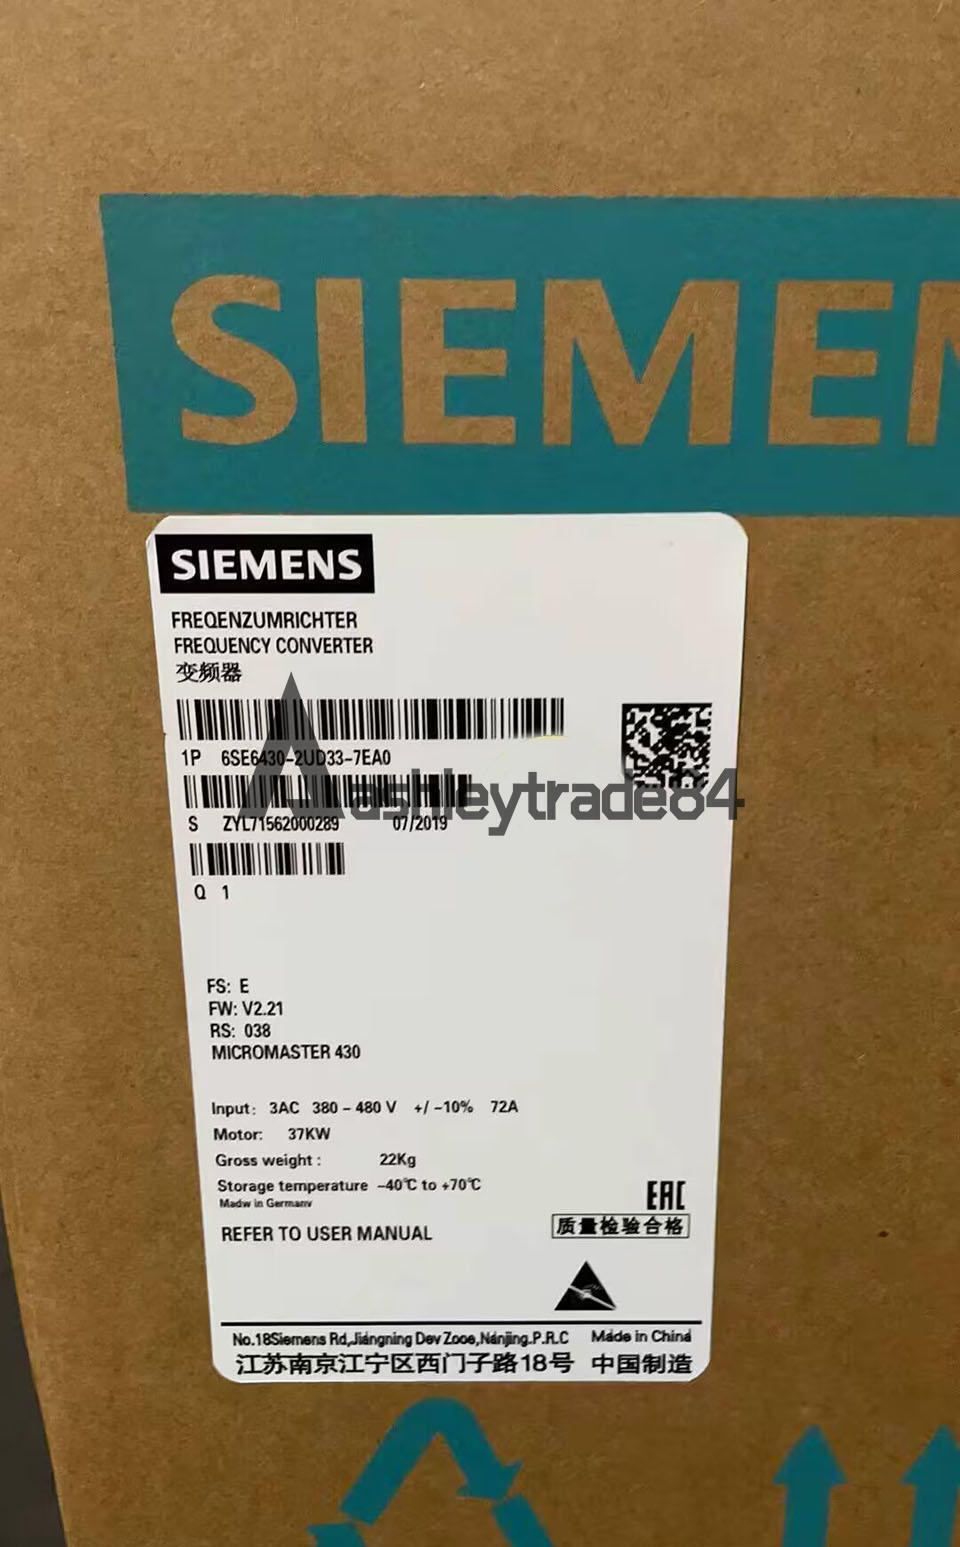 SIEMEN
SIEMENS
FREQENZUMRICHTER
FREQUENCY CONVERTER
变频器
1P 6SE6430-2UD33-7EA0
ashleytrade84
S ZYL71562000289 07/2019
Q 1
FS: E
FW: V2.21
RS: 038
MICROMASTER 430
Input: 3AC 380 - 480 V +/ -10% 72A
Motor: 37KW
Gross weight : 22Kg
Storage temperature -40℃ to +70℃
Madw in Germanv
EAC
REFER TO USER MANUAL
质量检验合格
No.18Siemens Rd,Jiangning Dev Zooe,Nanjing.P.R.C Made in China
江苏南京江宁区西门子路18号 中国制造